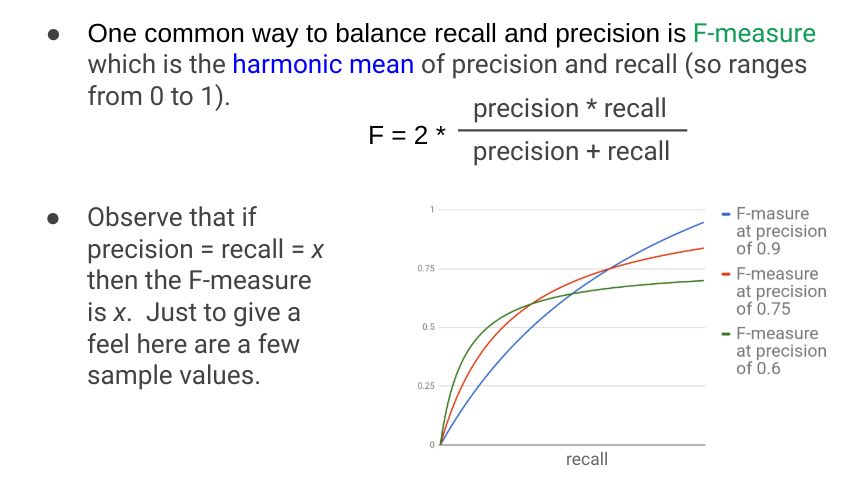 ● One common way to balance recall and precision is F-measure
which is the harmonic mean of precision and recall (so ranges
from 0 to 1).
precision * recall
F = 2 *
precision + recall
● Observe that if
precision = recall = x
then the F-measure
is x. Just to give a
feel here are a few
sample values.
1
0.75
0.5
0.25
0
recall
F-masure
at precision
of 0.9
F-measure
at precision
of 0.75
F-measure
at precision
of 0.6